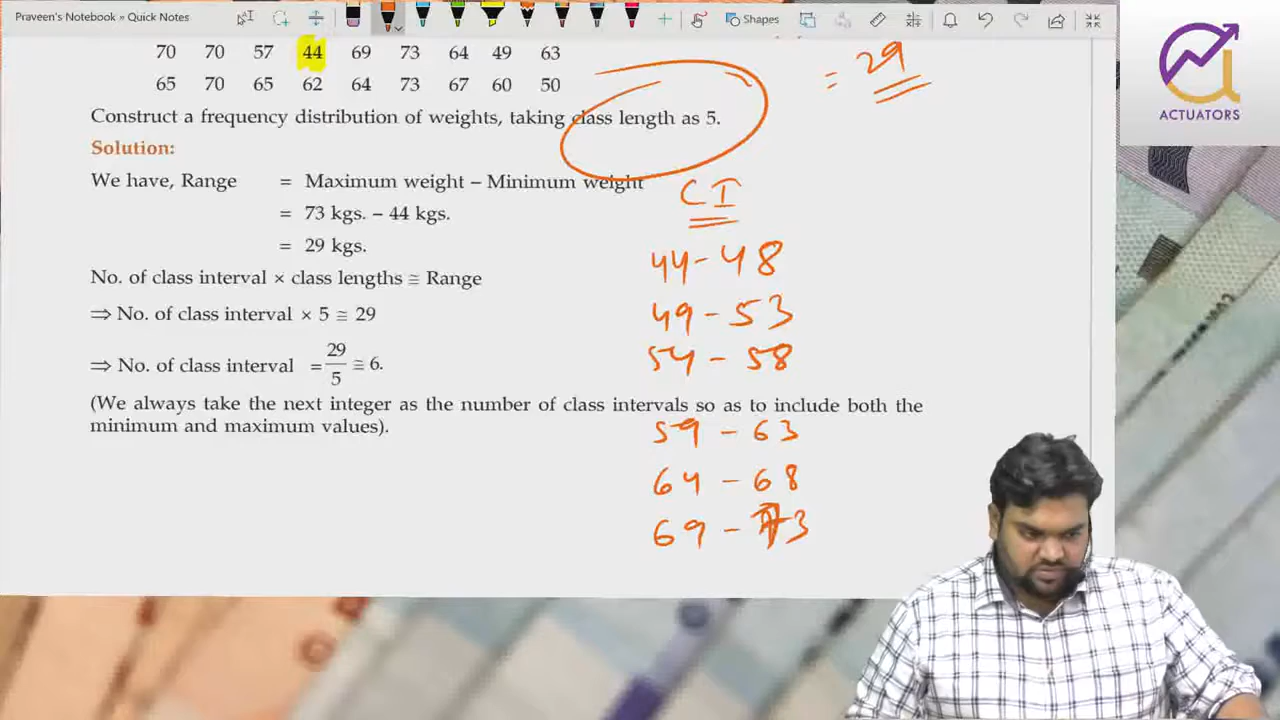 Praveen's Notebook » Quick Notes
Shapes
70 70 57 44 69 73 64 49 63
65 70 65 62 64 73 67 60 50
= 29
ACTUATORS
Construct a frequency distribution of weights, taking class length as 5.
Solution:
We have, Range = Maximum weight − Minimum weight
= 73 kgs. − 44 kgs.
= 29 kgs.
No. of class interval × class lengths ≅ Range
⇒ No. of class interval × 5 ≅ 29
⇒ No. of class interval = 29/5 ≅ 6.
(We always take the next integer as the number of class intervals so as to include both the
minimum and maximum values).
CI
44 - 48
49 - 53
54 - 58
59 - 63
64 - 68
69 - 73